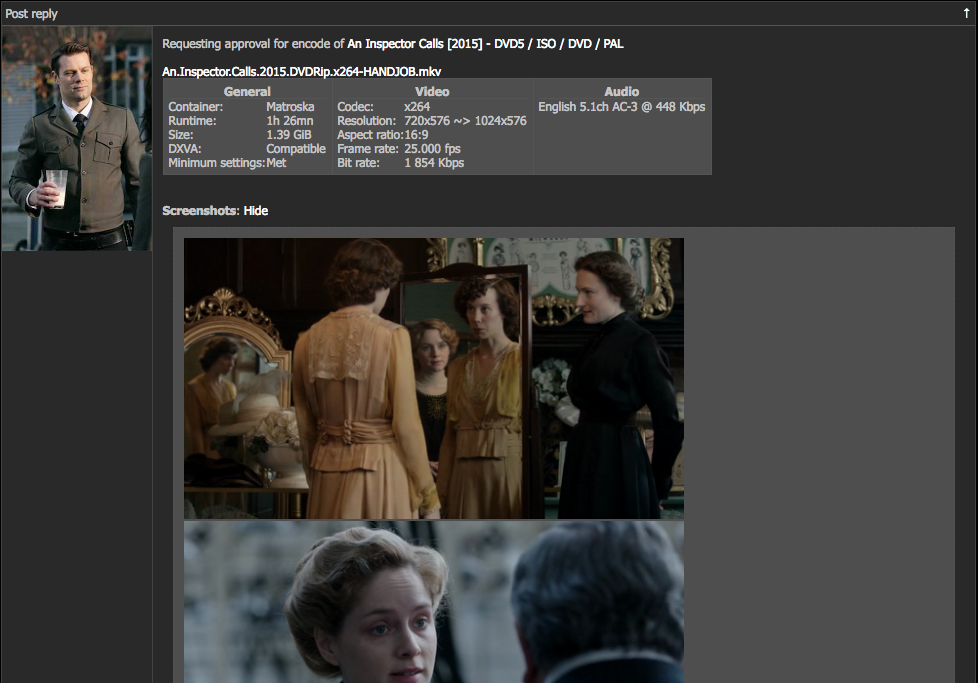 Post reply ↑
Requesting approval for encode of An Inspector Calls [2015] - DVD5 / ISO / DVD / PAL
An.Inspector.Calls.2015.DVDRip.x264-HANDJOB.mkv
General Video Audio
Container: Matroska Codec: x264 English 5.1ch AC-3 @ 448 Kbps
Runtime: 1h 26mn Resolution: 720x576 ~> 1024x576
Size: 1.39 GiB Aspect ratio: 16:9
DXVA: Compatible Frame rate: 25.000 fps
Minimum settings: Met Bit rate: 1 854 Kbps
Screenshots: Hide